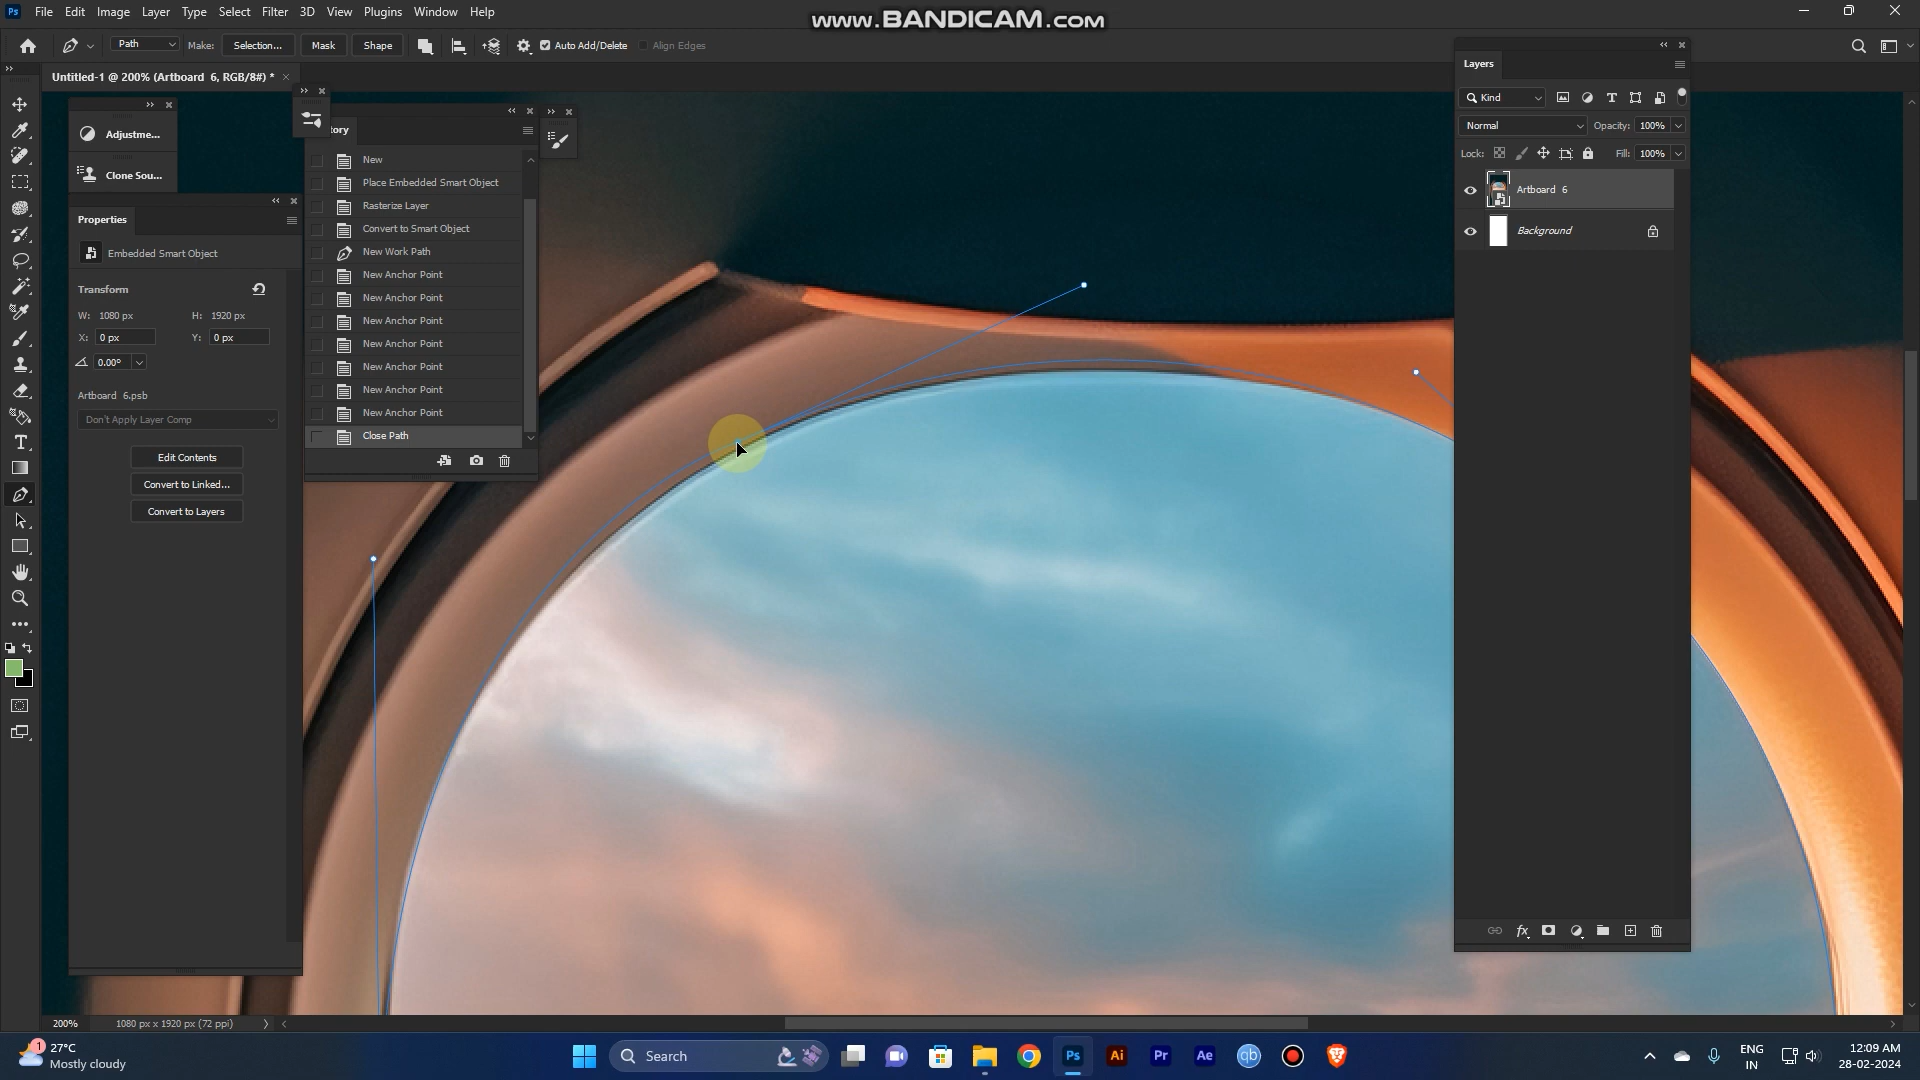 File Edit Image Layer Type Select Filter 3D View Plugins Window Help
www.BANDICAM.com
Path Make: Selection... Mask Shape Auto Add/Delete Align Edges
Untitled-1 @ 200% (Artboard 6, RGB/8#) *
Adjustme...
Clone Sou...
Properties
Embedded Smart Object
Transform
W: 1080 px H: 1920 px
X: 0 px Y: 0 px
0.00°
Artboard 6.psb
Don't Apply Layer Comp
Edit Contents
Convert to Linked...
Convert to Layers
tory
New
Place Embedded Smart Object
Rasterize Layer
Convert to Smart Object
New Work Path
New Anchor Point
New Anchor Point
New Anchor Point
New Anchor Point
New Anchor Point
New Anchor Point
New Anchor Point
Close Path
Layers
Kind
Normal Opacity: 100%
Lock: Fill: 100%
Artboard 6
Background
fx
200% 1080 px x 1920 px (72 ppi)
27°C
Mostly cloudy
1
Search
Ps Ai Pr Ae qb
ENG
IN
12:09 AM
28-02-2024